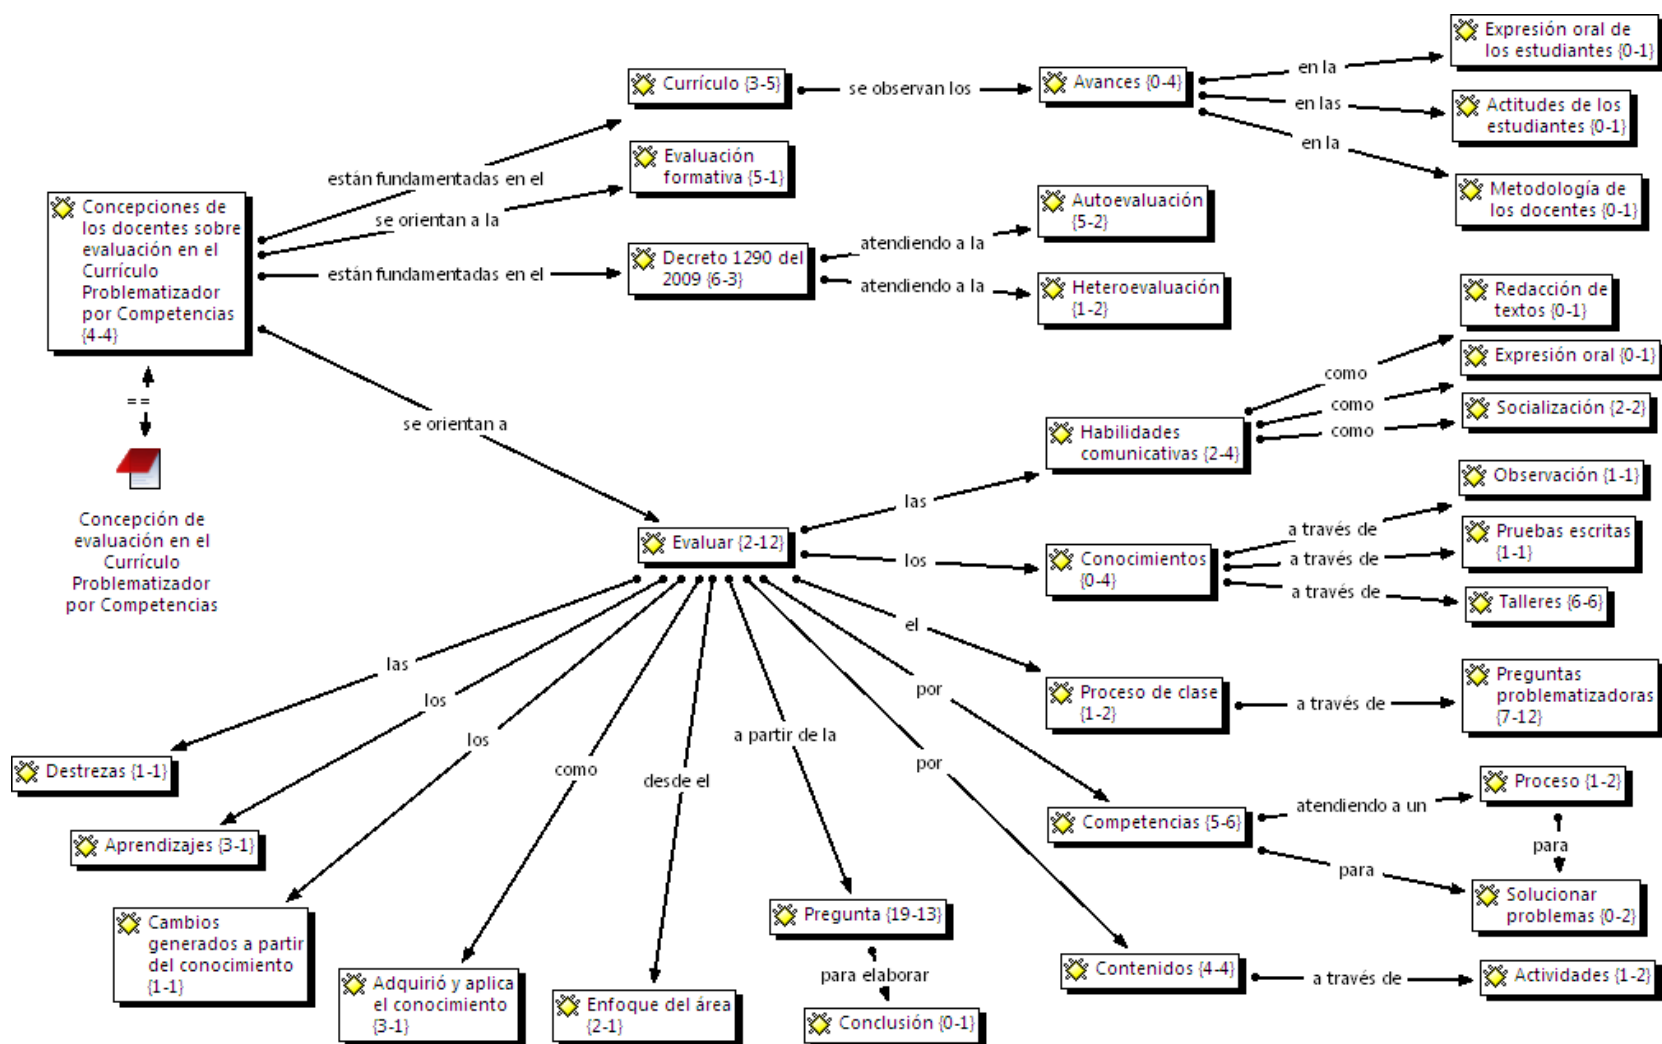 Concepciones de
los docentes sobre
evaluación en el
Currículo
Problematizador
por Competencias
{4-4}
==
Concepción de
evaluación en el
Currículo
Problematizador
por Competencias
están fundamentadas en el
se orientan a la
están fundamentadas en el
se orientan a
Currículo {3-5}
se observan los
Avances {0-4}
en la
en las
en la
Expresión oral de
los estudiantes {0-1}
Actitudes de los
estudiantes {0-1}
Metodología de
los docentes {0-1}
Evaluación
formativa {5-1}
Decreto 1290 del
2009 {6-3}
atendiendo a la
atendiendo a la
Autoevaluación
{5-2}
Heteroevaluación
{1-2}
Evaluar {2-12}
las
Habilidades
comunicativas {2-4}
como
como
como
Redacción de
textos {0-1}
Expresión oral {0-1}
Socialización {2-2}
los
Conocimientos
{0-4}
a través de
a través de
a través de
Observación {1-1}
Pruebas escritas
{1-1}
Talleres {6-6}
el
Proceso de clase
{1-2}
a través de
Preguntas
problematizadoras
{7-12}
por
Competencias {5-6}
atendiendo a un
Proceso {1-2}
para
para
Solucionar
problemas {0-2}
por
Contenidos {4-4}
a través de
Actividades {1-2}
a partir de la
Pregunta {19-13}
para elaborar
Conclusión {0-1}
desde el
Enfoque del área
{2-1}
como
Adquirió y aplica
el conocimiento
{3-1}
los
Cambios
generados a partir
del conocimiento
{1-1}
los
Aprendizajes {3-1}
las
Destrezas {1-1}